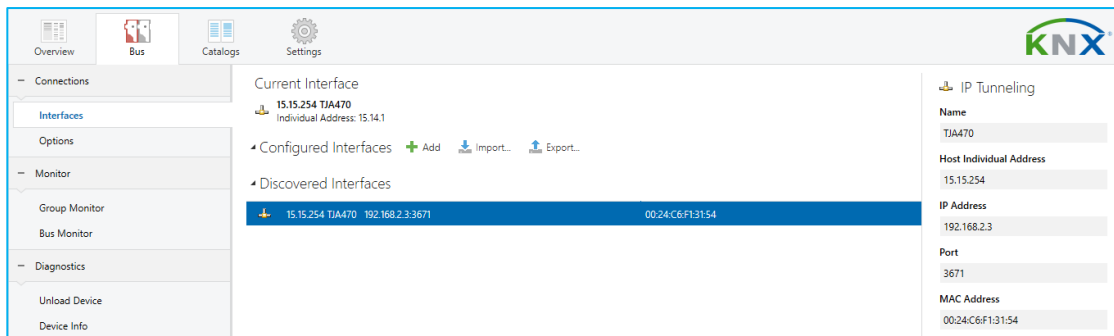 Overview
Bus
Catalogs
Settings
KNX®
Connections
Interfaces
Options
Monitor
Group Monitor
Bus Monitor
Diagnostics
Unload Device
Device Info
Current Interface
15.15.254 TJA470
Individual Address: 15.14.1
Configured Interfaces Add Import... Export...
Discovered Interfaces
15.15.254 TJA470 192.168.2.3:3671 00:24:C6:F1:31:54
IP Tunneling
Name
TJA470
Host Individual Address
15.15.254
IP Address
192.168.2.3
Port
3671
MAC Address
00:24:C6:F1:31:54